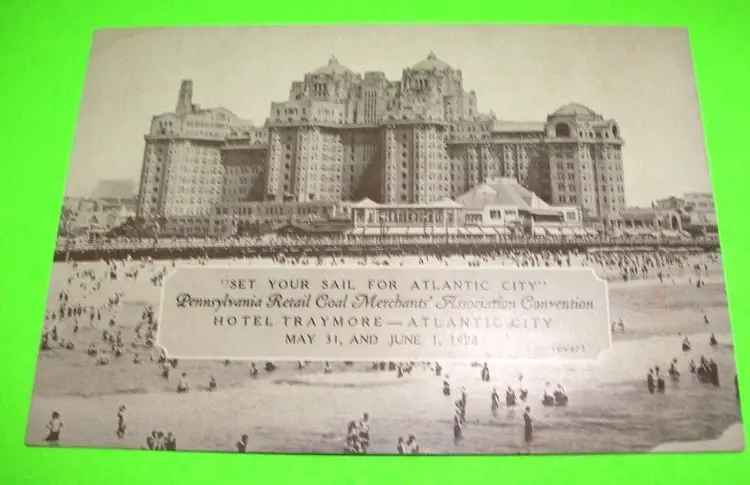 "SET YOUR SAIL FOR ATLANTIC CITY"
Pennsylvania Retail Coal Merchants' Association Convention
HOTEL TRAYMORE — ATLANTIC CITY
MAY 31, AND JUNE 1, 1928
(over)